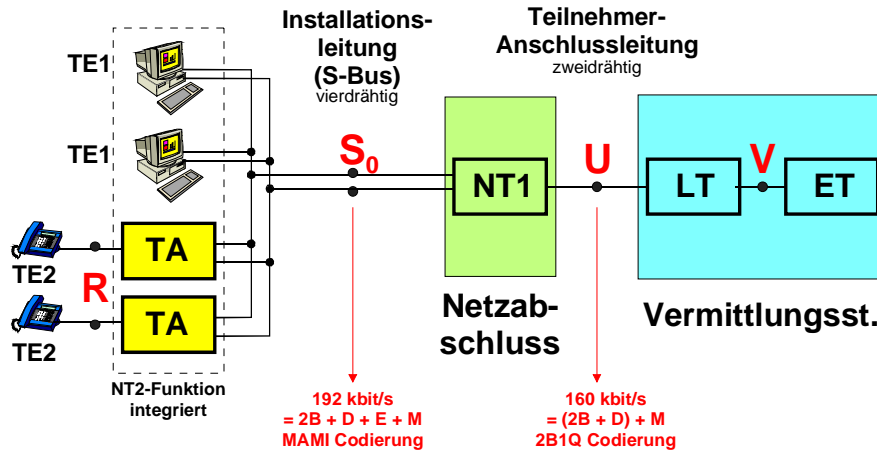 Installations-
leitung
(S-Bus)
vierdrähtig
Teilnehmer-
Anschlussleitung
zweidrähtig
TE1
TE1
S0
NT1
U
LT
V
ET
TA
TE2
R
TA
TE2
Netzab-
schluss
Vermittlungsst.
NT2-Funktion
integriert
192 kbit/s
= 2B + D + E + M
MAMI Codierung
160 kbit/s
= (2B + D) + M
2B1Q Codierung